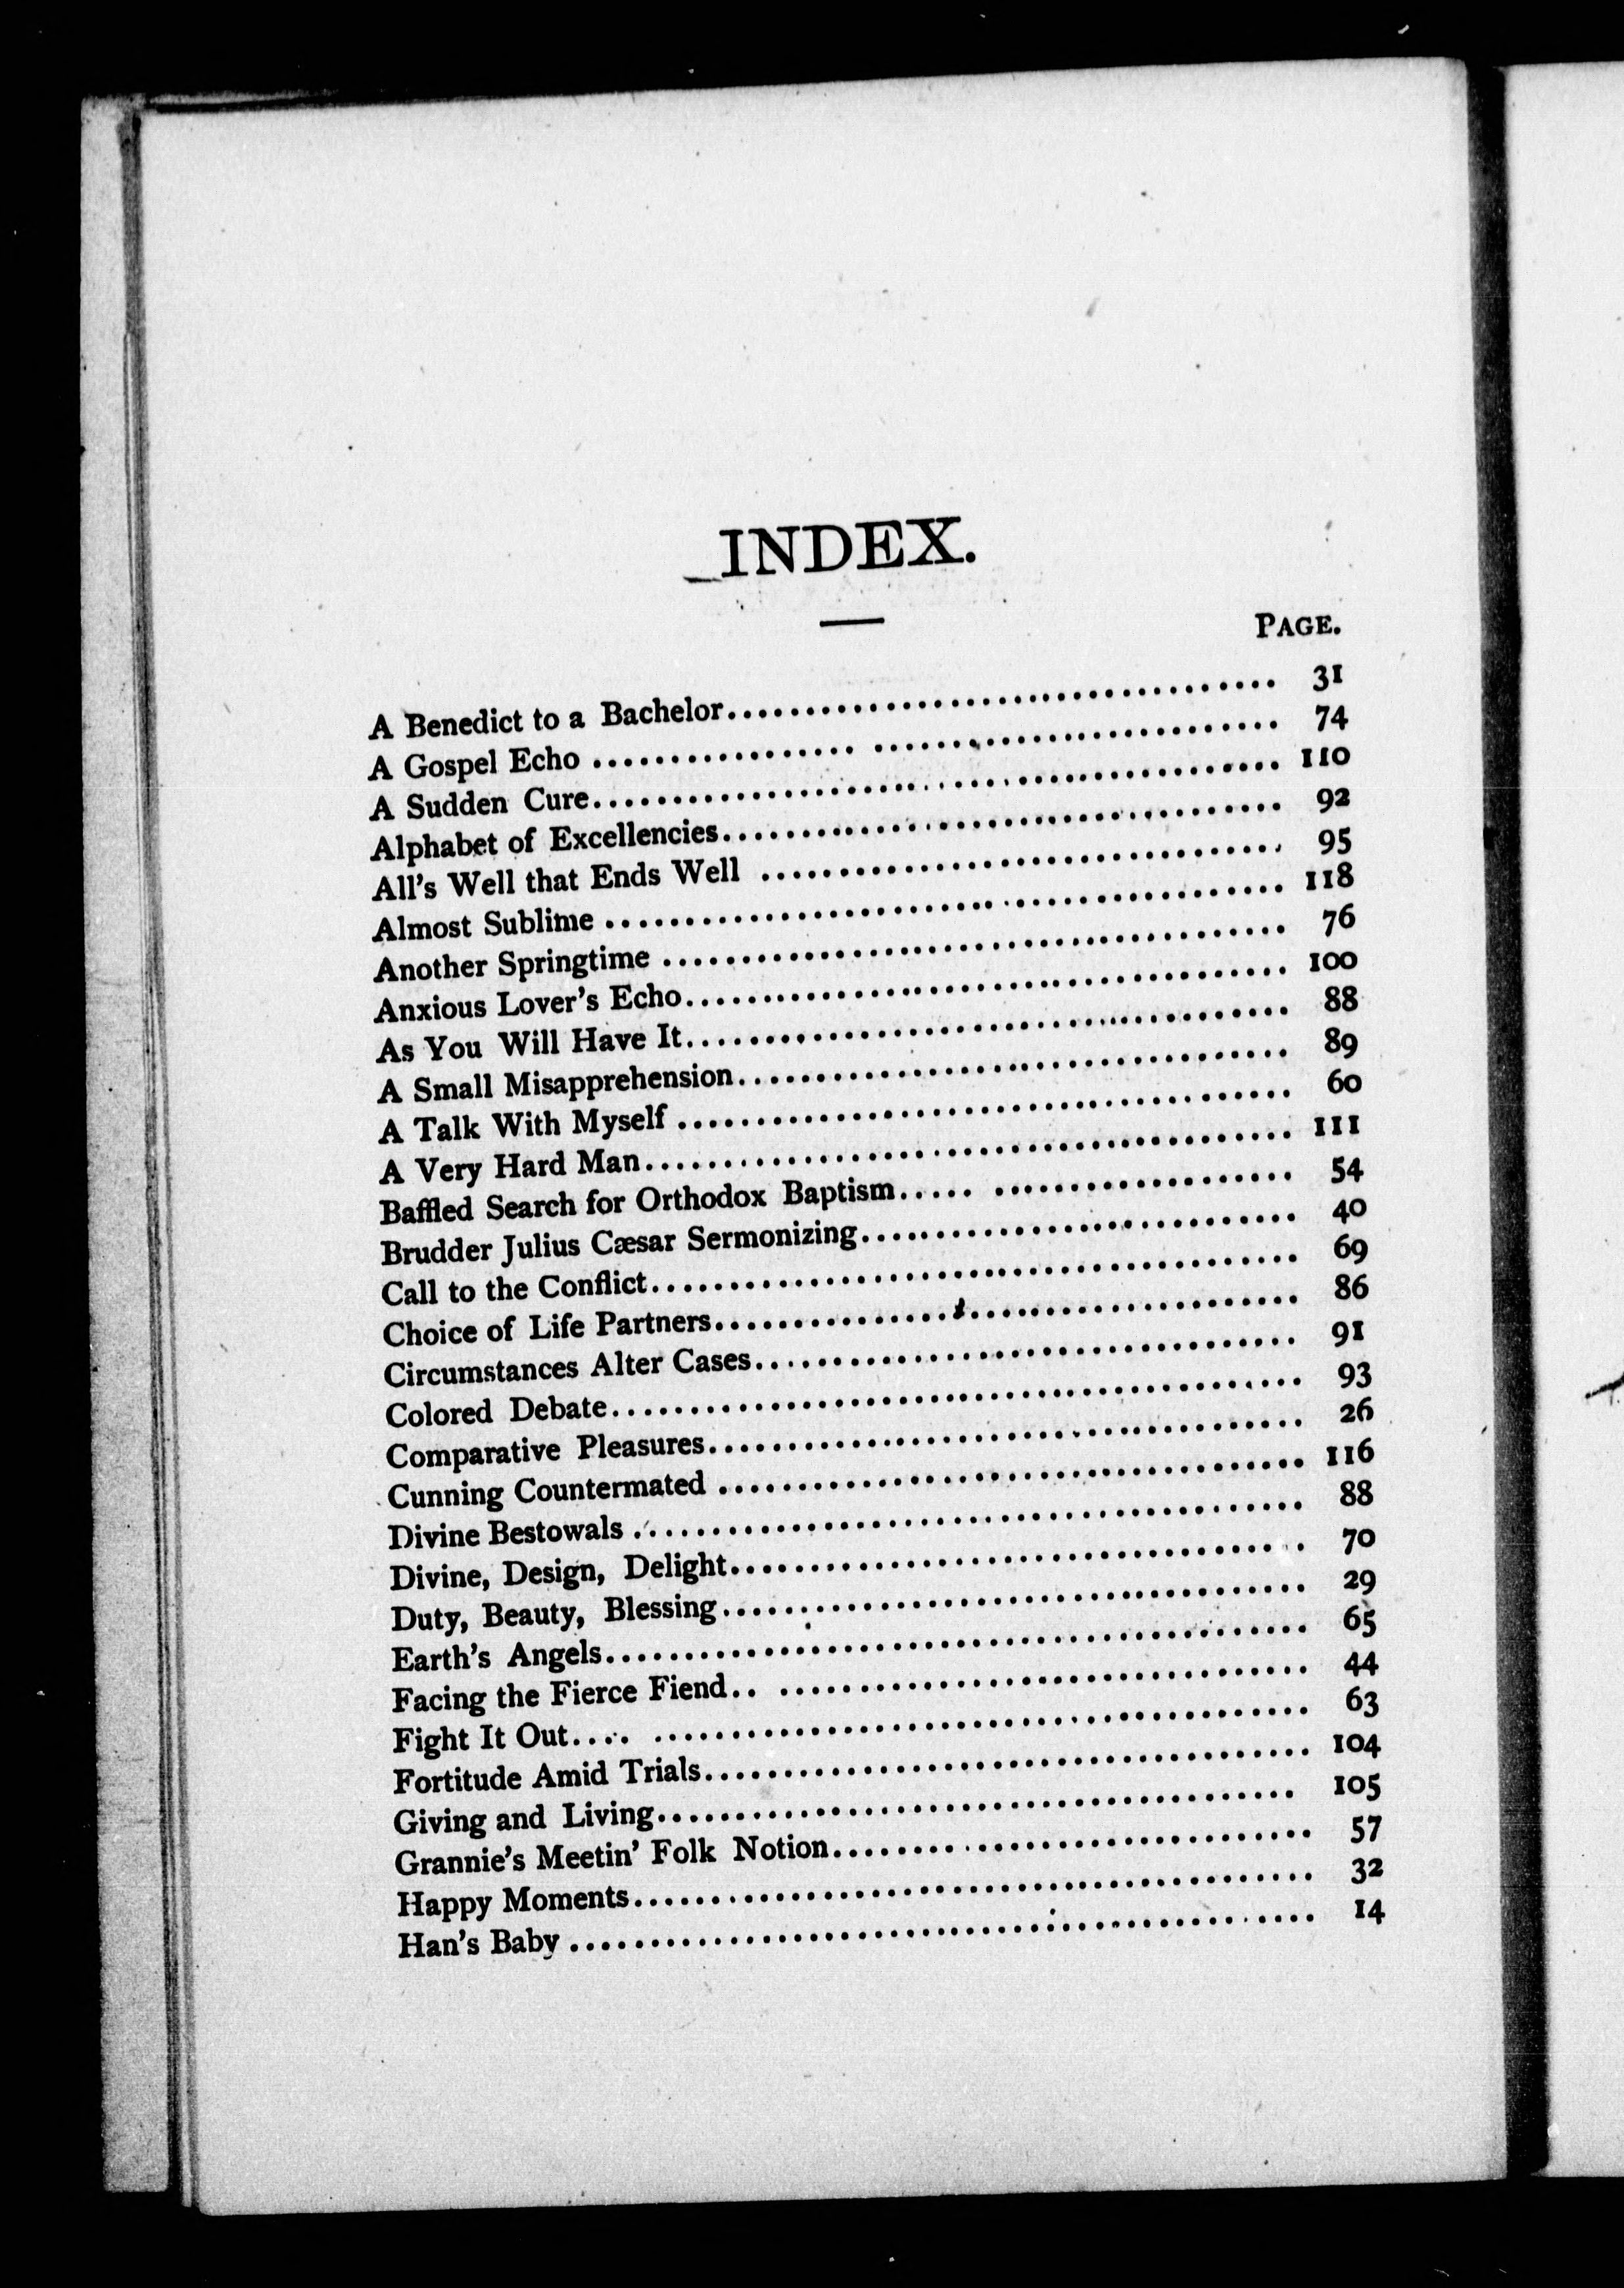 INDEX.
PAGE.
A Benedict to a Bachelor 31
A Gospel Echo 74
A Sudden Cure 110
Alphabet of Excellencies 92
All's Well that Ends Well 95
Almost Sublime 118
Another Springtime 76
Anxious Lover's Echo 100
As You Will Have It 88
A Small Misapprehension 89
A Talk With Myself 60
A Very Hard Man 111
Baffled Search for Orthodox Baptism 54
Brudder Julius Cæsar Sermonizing 40
Call to the Conflict 69
Choice of Life Partners 86
Circumstances Alter Cases 91
Colored Debate 93
Comparative Pleasures 26
Cunning Countermated 116
Divine Bestowals 88
Divine, Design, Delight 70
Duty, Beauty, Blessing 29
Earth's Angels 65
Facing the Fierce Fiend 44
Fight It Out 63
Fortitude Amid Trials 104
Giving and Living 105
Grannie's Meetin' Folk Notion 57
Happy Moments 32
Han's Baby 14